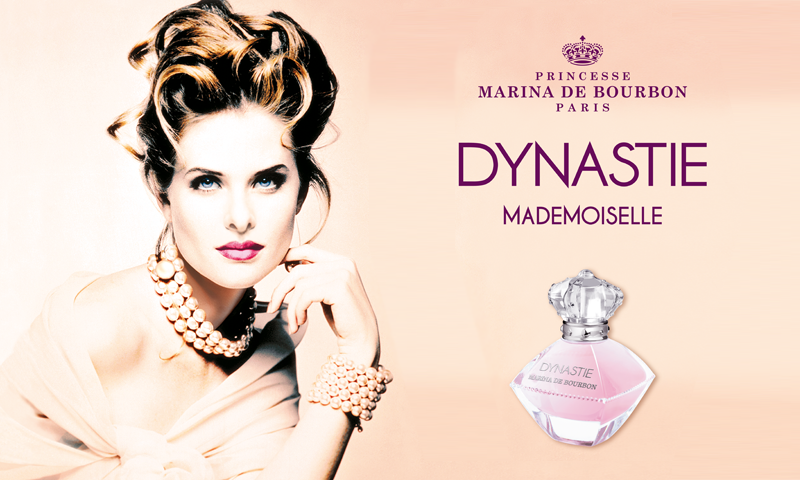 PRINCESSE
MARINA DE BOURBON
PARIS
DYNASTIE
MADEMOISELLE
DYNASTIE
MARINA DE BOURBON